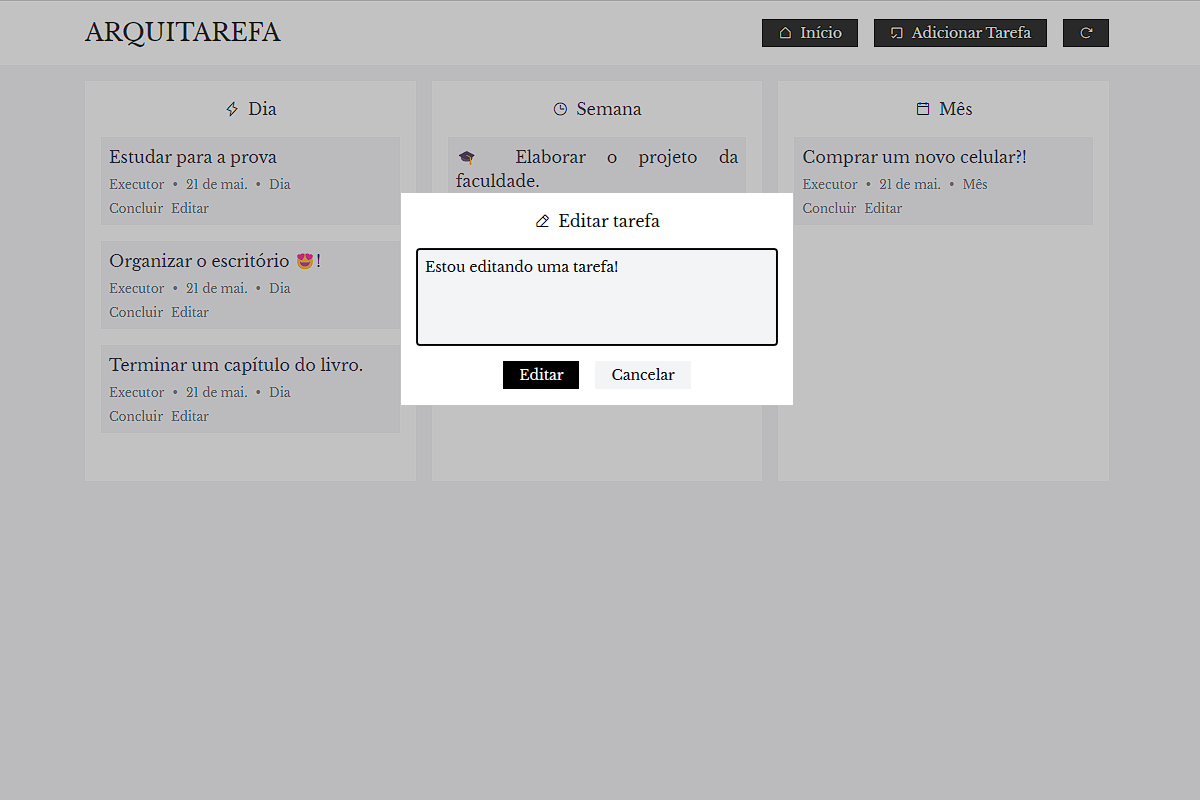 ARQUITAREFA
Início
Adicionar Tarefa
Dia
Estudar para a prova
Executor • 21 de mai. • Dia
Concluir Editar
Organizar o escritório 😍!
Executor • 21 de mai. • Dia
Concluir Editar
Terminar um capítulo do livro.
Executor • 21 de mai. • Dia
Concluir Editar
Semana
🎓 Elaborar o projeto da
faculdade.
Mês
Comprar um novo celular?!
Executor • 21 de mai. • Mês
Concluir Editar
Editar tarefa
Estou editando uma tarefa!
Editar
Cancelar